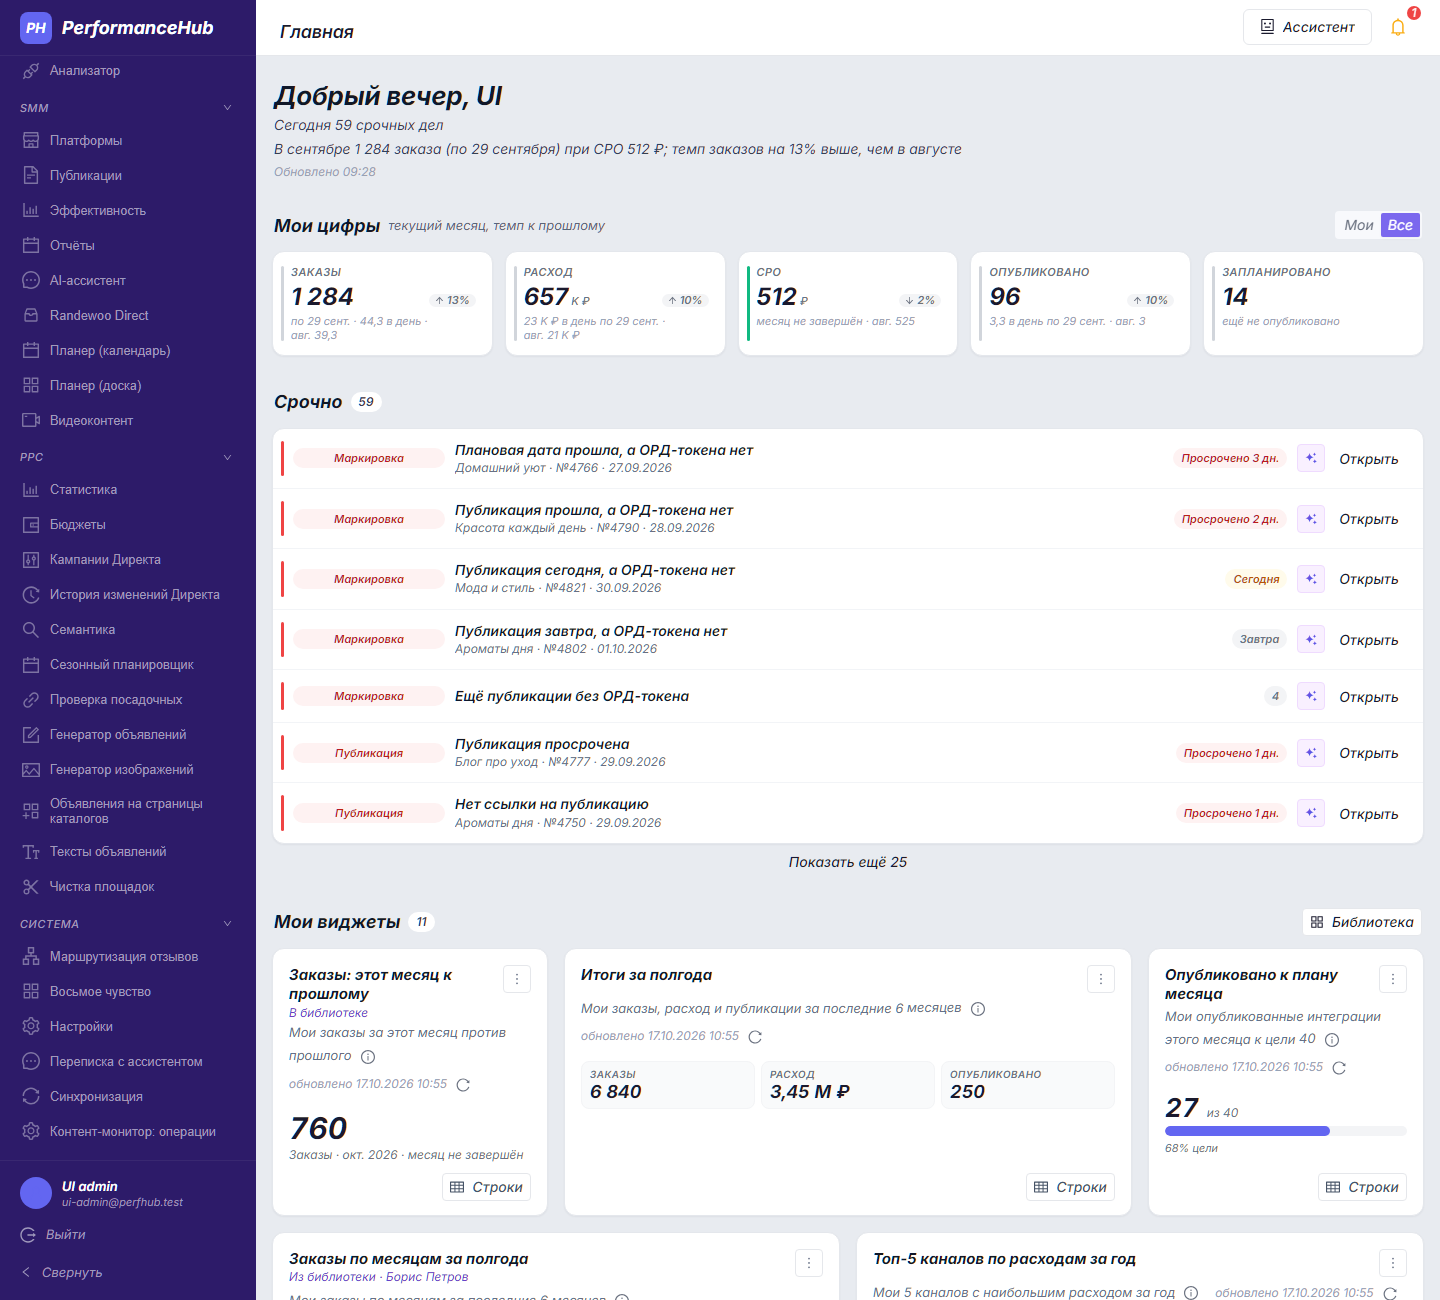 PH PerformanceHub
Анализатор
SMM
Платформы
Публикации
Эффективность
Отчёты
AI-ассистент
Randewoo Direct
Планер (календарь)
Планер (доска)
Видеоконтент
PPC
Статистика
Бюджеты
Кампании Директа
История изменений Директа
Семантика
Сезонный планировщик
Проверка посадочных
Генератор объявлений
Генератор изображений
Объявления на страницы
каталогов
Тексты объявлений
Чистка площадок
СИСТЕМА
Маршрутизация отзывов
Восьмое чувство
Настройки
Переписка с ассистентом
Синхронизация
Контент-монитор: операции
UI admin
ui-admin@perfhub.test
Выйти
Свернуть
Главная
Ассистент
1
Добрый вечер, UI
Сегодня 59 срочных дел
В сентябре 1 284 заказа (по 29 сентября) при CPO 512 ₽; темп заказов на 13% выше, чем в августе
Обновлено 09:28
Мои цифры текущий месяц, темп к прошлому
Мои Все
ЗАКАЗЫ
1 284 ↑ 13%
по 29 сент. · 44,3 в день ·
авг. 39,3
РАСХОД
657 К ₽ ↑ 10%
23 К ₽ в день по 29 сент. ·
авг. 21 К ₽
CPO
512 ₽ ↓ 2%
месяц не завершён · авг. 525
ОПУБЛИКОВАНО
96 ↑ 10%
3,3 в день по 29 сент. · авг. 3
ЗАПЛАНИРОВАНО
14
ещё не опубликовано
Срочно 59
Маркировка
Плановая дата прошла, а ОРД-токена нет
Домашний уют · №4766 · 27.09.2026
Просрочено 3 дн.
Открыть
Маркировка
Публикация прошла, а ОРД-токена нет
Красота каждый день · №4790 · 28.09.2026
Просрочено 2 дн.
Открыть
Маркировка
Публикация сегодня, а ОРД-токена нет
Мода и стиль · №4821 · 30.09.2026
Сегодня
Открыть
Маркировка
Публикация завтра, а ОРД-токена нет
Ароматы дня · №4802 · 01.10.2026
Завтра
Открыть
Маркировка
Ещё публикации без ОРД-токена
4
Открыть
Публикация
Публикация просрочена
Блог про уход · №4777 · 29.09.2026
Просрочено 1 дн.
Открыть
Публикация
Нет ссылки на публикацию
Ароматы дня · №4750 · 29.09.2026
Просрочено 1 дн.
Открыть
Показать ещё 25
Мои виджеты 11
Библиотека
Заказы: этот месяц к
прошлому
В библиотеке
Мои заказы за этот месяц против
прошлого
обновлено 17.10.2026 10:55
760
Заказы · окт. 2026 · месяц не завершён
Строки
Итоги за полгода
Мои заказы, расход и публикации за последние 6 месяцев
обновлено 17.10.2026 10:55
ЗАКАЗЫ
6 840
РАСХОД
3,45 М ₽
ОПУБЛИКОВАНО
250
Строки
Опубликовано к плану
месяца
Мои опубликованные интеграции
этого месяца к цели 40
обновлено 17.10.2026 10:55
27 из 40
68% цели
Строки
Заказы по месяцам за полгода
Из библиотеки · Борис Петров
Мои заказы по месяцам за последние 6 месяцев
Топ-5 каналов по расходам за год
Мои 5 каналов с наибольшим расходом за год
обновлено 17.10.2026 10:55